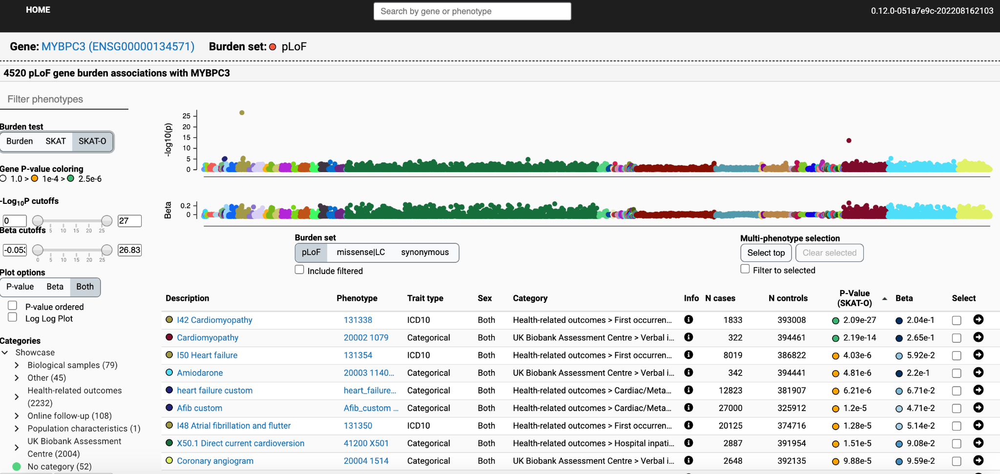 HOME
Search by gene or phenotype
0.12.0-051a7e9c-202208162103
Gene: MYBPC3 (ENSG00000134571) Burden set: pLoF
4520 pLoF gene burden associations with MYBPC3
Filter phenotypes
Burden test
Burden SKAT SKAT-O
Gene P-value coloring
1.0 > 1e-4 > 2.5e-6
-Log10P cutoffs
0 27
5 10 15 20 25
Beta cutoffs
-0.05 26.83
0 5 10 15 20 25
Plot options
P-value Beta Both
P-value ordered
Log Log Plot
Categories
Showcase
Biological samples (79)
Other (45)
Health-related outcomes
(2232)
Online follow-up (108)
Population characteristics (1)
UK Biobank Assessment
Centre (2004)
No category (52)
-log10(p)
25
20
15
10
5
0
Beta
0.2
0
Burden set
pLoF missense|LC synonymous
Include filtered
Multi-phenotype selection
Select top Clear selected
Filter to selected
Description Phenotype Trait type Sex Category Info N cases N controls P-Value (SKAT-O) Beta Select
I42 Cardiomyopathy 131338 ICD10 Both Health-related outcomes > First occurren... 1833 393008 2.09e-27 2.04e-1
Cardiomyopathy 20002 1079 Categorical Both UK Biobank Assessment Centre > Verbal i... 322 394461 2.19e-14 2.65e-1
I50 Heart failure 131354 ICD10 Both Health-related outcomes > First occurren... 8019 386822 4.03e-6 5.92e-2
Amiodarone 20003 1140... Categorical Both UK Biobank Assessment Centre > Verbal i... 342 394441 4.81e-6 2.2e-1
heart failure custom heart_failure... Categorical Both Health-related outcomes > Cardiac/Meta... 12823 381907 6.21e-6 6.71e-2
Afib custom Afib_custom ... Categorical Both Health-related outcomes > Cardiac/Meta... 27000 325912 1.2e-5 4.71e-2
I48 Atrial fibrillation and flutter 131350 ICD10 Both Health-related outcomes > First occurren... 20125 374716 1.28e-5 5.14e-2
X50.1 Direct current cardioversion 41200 X501 Categorical Both Health-related outcomes > Hospital inpati... 2887 391954 1.51e-5 9.08e-2
Coronary angiogram 20004 1514 Categorical Both UK Biobank Assessment Centre > Verbal i... 2648 392135 9.88e-5 9.59e-2